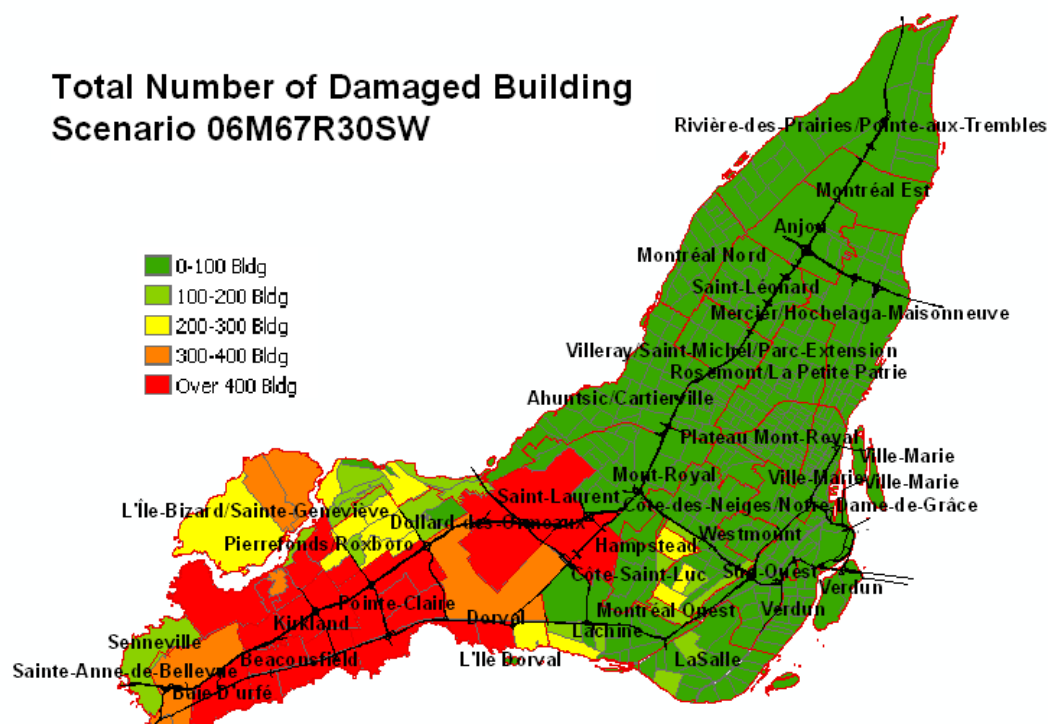 Total Number of Damaged Building
Scenario 06M67R30SW
0-100 Bldg
100-200 Bldg
200-300 Bldg
300-400 Bldg
Over 400 Bldg
Rivière-des-Prairies/Pointe-aux-Trembles
Montréal Est
Anjou
Montréal Nord
Saint-Léonard
Mercier/Hochelaga-Maisonneuve
Villeray/Saint-Michel/Parc-Extension
Rosemont/La Petite Patrie
Ahuntsic/Cartierville
Plateau Mont-Royal
Ville-Marie
Mont-Royal
Ville-Marie
Ville-Marie
Saint-Laurent
Côte-des-Neiges/Notre-Dame-de-Grâce
L'Île-Bizard/Sainte-Geneviève
Dollard-des-Ormeaux
Westmount
Pierrefonds/Roxboro
Hampstead
Côte-Saint-Luc
Sud-Ouest
Verdun
Pointe-Claire
Montréal Ouest
Verdun
Kirkland
Dorval
Lachine
Senneville
Beaconsfield
L'Île Dorval
LaSalle
Sainte-Anne-de-Bellevue
Baie D'urfé